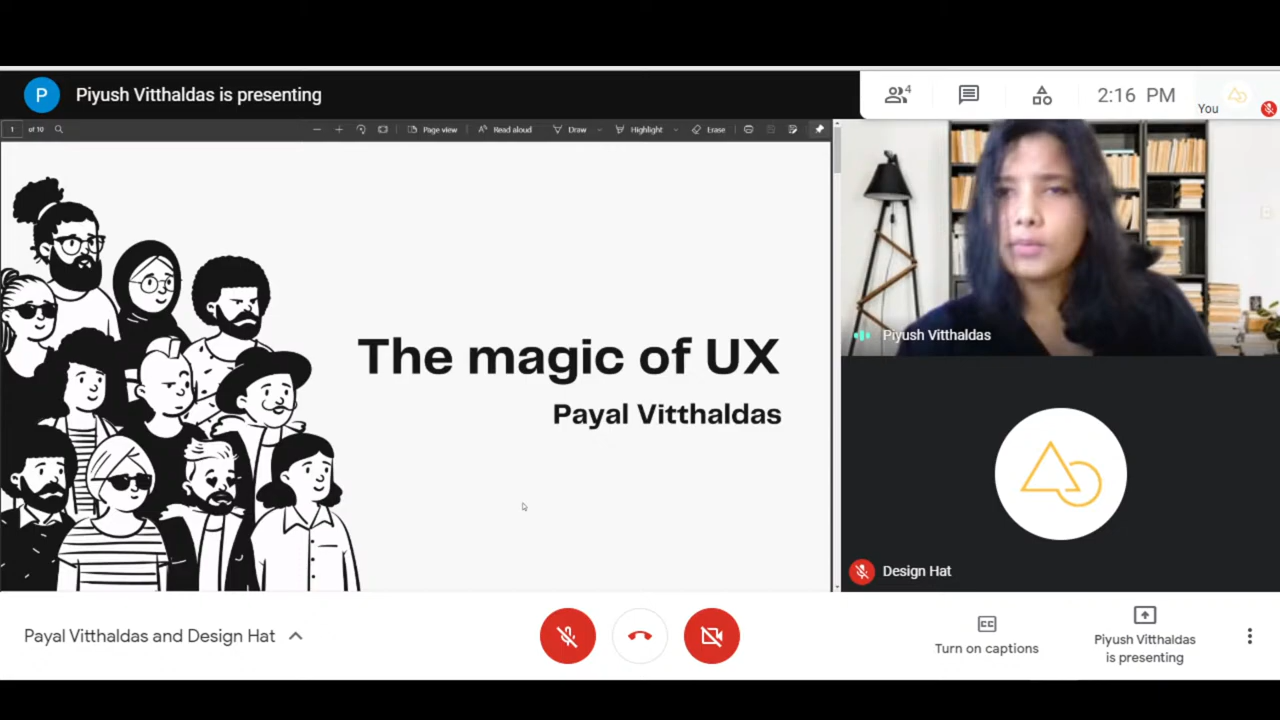 P
Piyush Vitthaldas is presenting
4
2:16 PM
You
1 of 10
Page view
Read aloud
Draw
Highlight
Erase
The magic of UX
Payal Vitthaldas
Piyush Vitthaldas
Design Hat
Payal Vitthaldas and Design Hat
CC
Turn on captions
Piyush Vitthaldas
is presenting